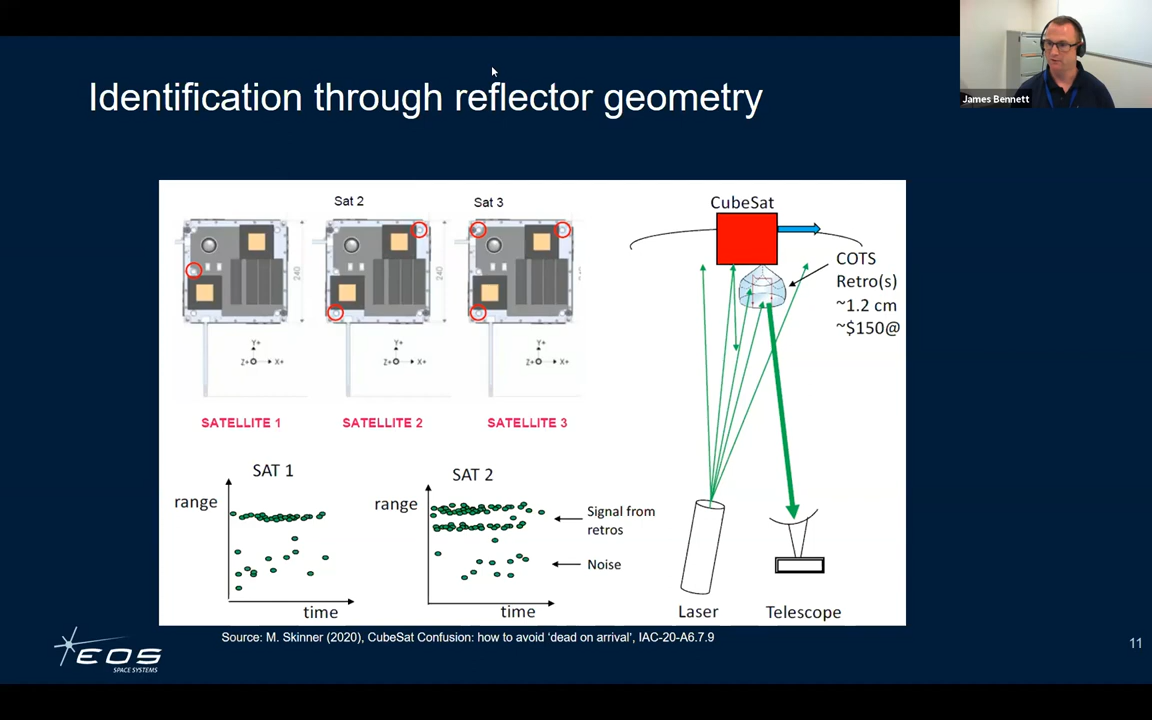 James Bennett
Identification through reflector geometry
Sat 2
Sat 3
240
240
Y+
Z+
X+
Y+
Z+
X+
Y+
Z+
X+
SATELLITE 1
SATELLITE 2
SATELLITE 3
CubeSat
COTS
Retro(s)
~1.2 cm
~$150@
SAT 1
range
time
SAT 2
range
Signal from
retros
Noise
time
Laser
Telescope
Source: M. Skinner (2020), CubeSat Confusion: how to avoid 'dead on arrival', IAC-20-A6.7.9
EOS
SPACE SYSTEMS
11